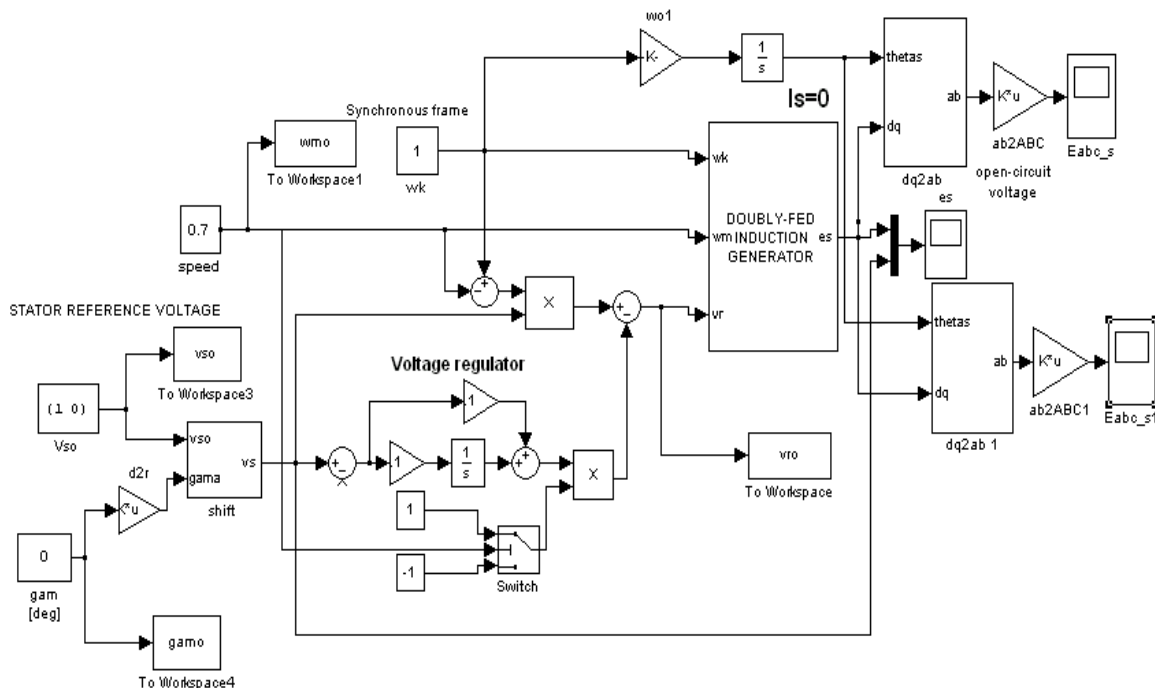 wo1
K-
1
s
thetas
ab
dq
dq2ab
K*u
ab2ABC
Eabc_s
open-circuit
voltage
es
Is=0
Synchronous frame
wmo
To Workspace1
1
wk
wk
wm
vr
DOUBLY-FED
INDUCTION
GENERATOR
es
0.7
speed
X
STATOR REFERENCE VOLTAGE
vso
To Workspace3
(1 0)
Vso
vso
gama
vs
shift
d2r
K*u
0
gam
[deg]
gamo
To Workspace4
Voltage regulator
.1
.1
1
s
X
X
1
-1
Switch
vro
To Workspace
thetas
ab
dq
dq2ab 1
K*u
ab2ABC1
Eabc_s1